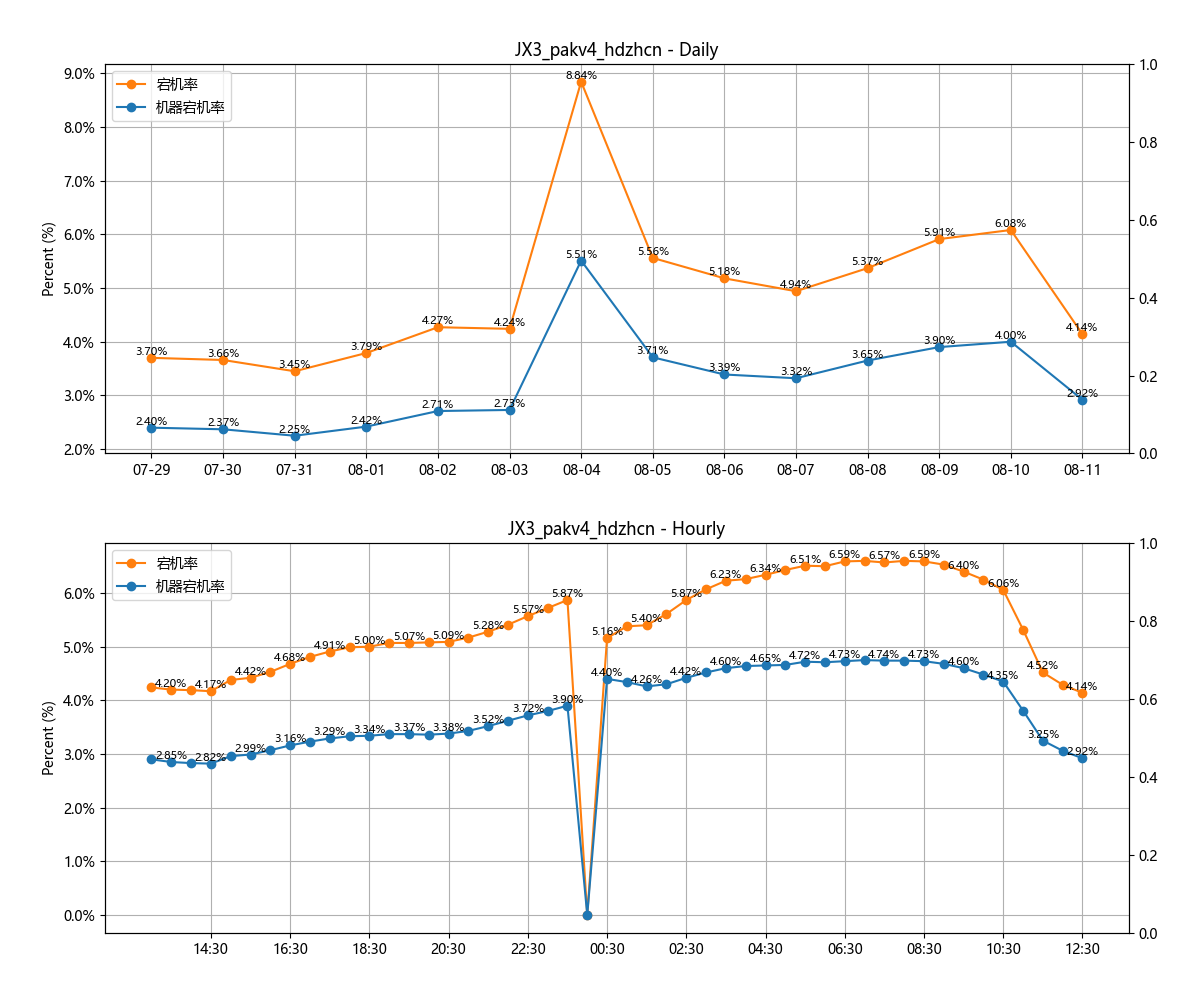 JX3_pakv4_hdzhcn - Daily
宕机率
机器宕机率
Percent (%)
9.0%
8.0%
7.0%
6.0%
5.0%
4.0%
3.0%
2.0%
1.0
0.8
0.6
0.4
0.2
0.0
3.70% 3.66% 3.45% 3.79% 4.27% 4.24% 8.84% 5.56% 5.18% 4.94% 5.37% 5.91% 6.08% 4.14%
2.40% 2.37% 2.25% 2.42% 2.71% 2.73% 5.51% 3.71% 3.39% 3.32% 3.65% 3.90% 4.00% 2.92%
07-29 07-30 07-31 08-01 08-02 08-03 08-04 08-05 08-06 08-07 08-08 08-09 08-10 08-11
JX3_pakv4_hdzhcn - Hourly
宕机率
机器宕机率
Percent (%)
6.0%
5.0%
4.0%
3.0%
2.0%
1.0%
0.0%
1.0
0.8
0.6
0.4
0.2
0.0
4.20% 4.17% 4.42% 4.68% 4.91% 5.00% 5.07% 5.09% 5.28% 5.57% 5.87% 5.16% 5.40% 5.87% 6.23% 6.34% 6.51% 6.59% 6.57% 6.59% 6.40% 6.06% 4.52% 4.14%
2.85% 2.82% 2.99% 3.16% 3.29% 3.34% 3.37% 3.38% 3.52% 3.72% 3.90% 4.40% 4.26% 4.42% 4.60% 4.65% 4.72% 4.73% 4.74% 4.73% 4.60% 4.35% 3.25% 2.92%
14:30 16:30 18:30 20:30 22:30 00:30 02:30 04:30 06:30 08:30 10:30 12:30